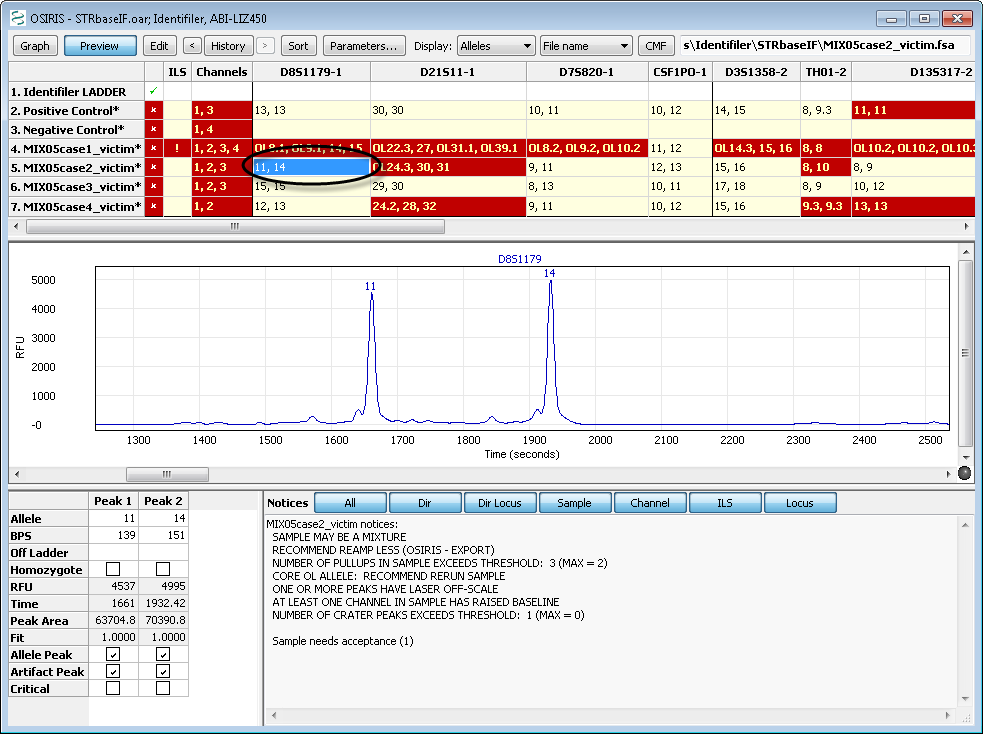 OSIRIS - STRbaseIF.oar; Identifiler, ABI-LIZ450
Graph Preview Edit < History > Sort Parameters... Display: Alleles File name CMF s\Identifiler\STRbaseIF\MIX05case2_victim.fsa
ILS Channels D8S1179-1 D21S11-1 D7S820-1 CSF1PO-1 D3S1358-2 TH01-2 D13S317-2
1. Identifiler LADDER
2. Positive Control* 1, 3 13, 13 30, 30 10, 11 10, 12 14, 15 8, 9.3 11, 11
3. Negative Control* 1, 4
4. MIX05case1_victim* ! 1, 2, 3, 4 14, 15 OL22.3, 27, OL31.1, OL39.1 OL8.2, OL9.2, OL10.2 11, 12 OL14.3, 15, 16 8, 8 OL10.2, OL10.2, OL10.
5. MIX05case2_victim* 1, 2, 3 11, 14 OL24.3, 30, 31 9, 11 12, 13 15, 16 8, 10 8, 9
6. MIX05case3_victim* 1, 2, 3 15, 15 29, 30 8, 13 10, 11 17, 18 8, 9 10, 12
7. MIX05case4_victim* 1, 2 12, 13 24.2, 28, 32 9, 11 10, 12 15, 16 9.3, 9.3 13, 13
D8S1179
11 14
5000
4000
3000
2000
1000
-0
RFU
1300 1400 1500 1600 1700 1800 1900 2000 2100 2200 2300 2400 2500
Time (seconds)
Peak 1 Peak 2
Allele 11 14
BPS 139 151
Off Ladder
Homozygote
RFU 4537 4995
Time 1661 1932.42
Peak Area 63704.8 70390.8
Fit 1.0000 1.0000
Allele Peak
Artifact Peak
Critical
Notices All Dir Dir Locus Sample Channel ILS Locus
MIX05case2_victim notices:
SAMPLE MAY BE A MIXTURE
RECOMMEND REAMP LESS (OSIRIS - EXPORT)
NUMBER OF PULLUPS IN SAMPLE EXCEEDS THRESHOLD: 3 (MAX = 2)
CORE OL ALLELE: RECOMMEND RERUN SAMPLE
ONE OR MORE PEAKS HAVE LASER OFF-SCALE
AT LEAST ONE CHANNEL IN SAMPLE HAS RAISED BASELINE
NUMBER OF CRATER PEAKS EXCEEDS THRESHOLD: 1 (MAX = 0)
Sample needs acceptance (1)